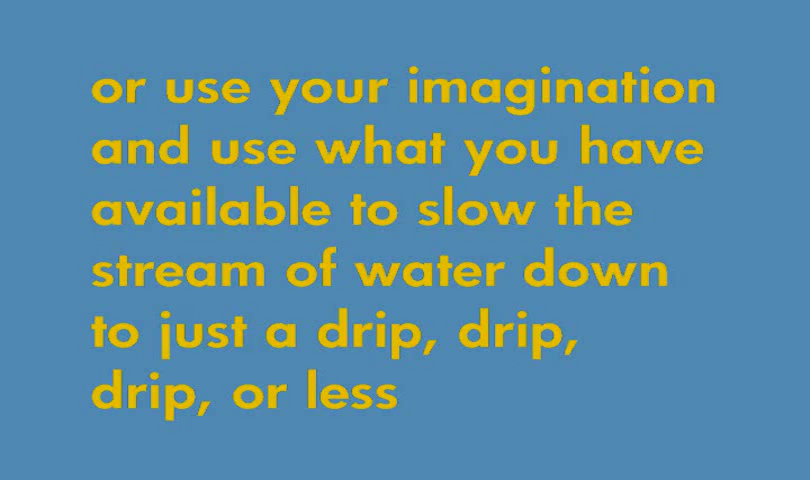 or use your imagination
and use what you have
available to slow the
stream of water down
to just a drip, drip,
drip, or less